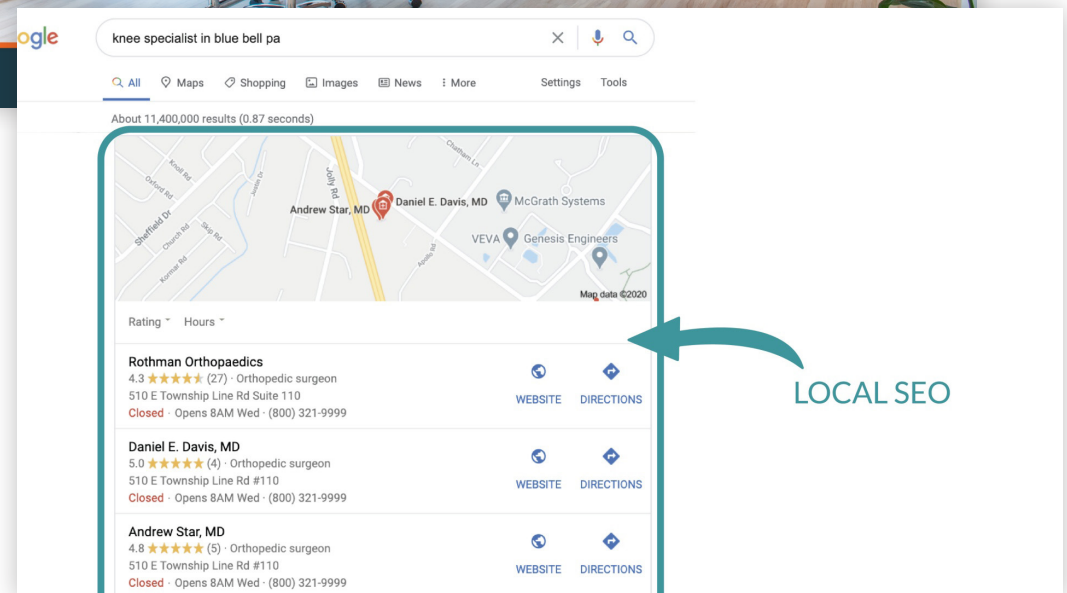 ogle
knee specialist in blue bell pa
All Maps Shopping Images News More Settings Tools
About 11,400,000 results (0.87 seconds)
Chatham Ln
Knoll Rd
Oxford Rd
Jolly Rd
Daniel E. Davis, MD
McGrath Systems
Andrew Star, MD
Sheffield Dr
Church Rd
Skip Rd
VEVA
Genesis Engineers
Apollo Rd
Kormar Rd
Map data ©2020
Rating Hours
Rothman Orthopaedics
4.3 (27) · Orthopedic surgeon
510 E Township Line Rd Suite 110
WEBSITE DIRECTIONS
Closed · Opens 8AM Wed · (800) 321-9999
LOCAL SEO
Daniel E. Davis, MD
5.0 (4) · Orthopedic surgeon
510 E Township Line Rd #110
WEBSITE DIRECTIONS
Closed · Opens 8AM Wed · (800) 321-9999
Andrew Star, MD
4.8 (5) · Orthopedic surgeon
510 E Township Line Rd #110
WEBSITE DIRECTIONS
Closed · Opens 8AM Wed · (800) 321-9999